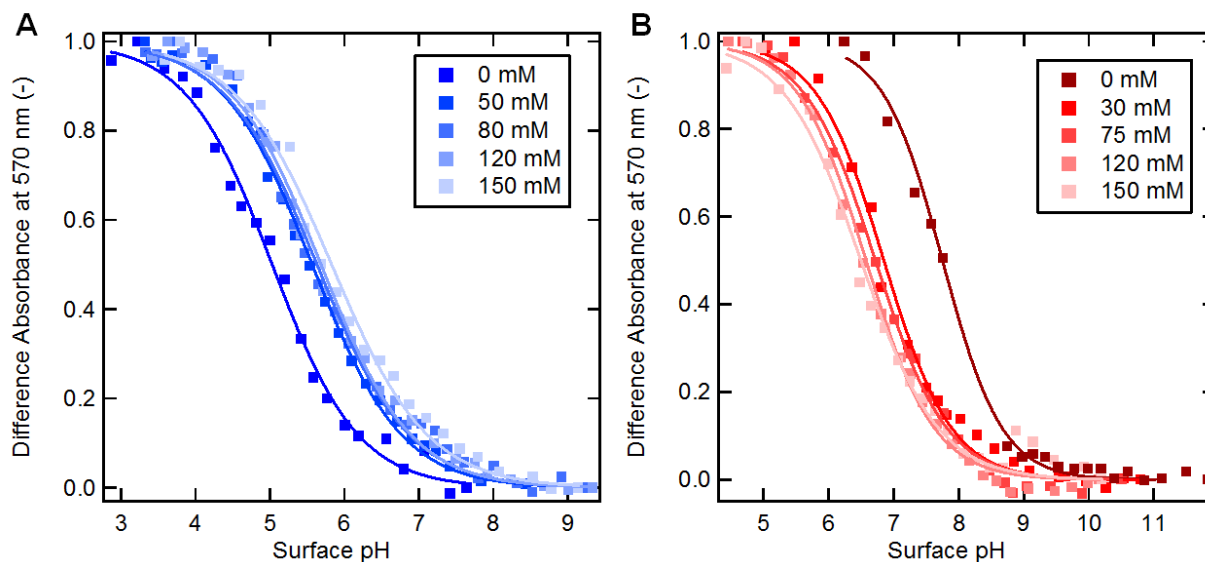 A
Difference Absorbance at 570 nm (-)
1.0
0.8
0.6
0.4
0.2
0.0
0 mM
50 mM
80 mM
120 mM
150 mM
3 4 5 6 7 8 9
Surface pH
B
Difference Absorbance at 570 nm (-)
1.0
0.8
0.6
0.4
0.2
0.0
0 mM
30 mM
75 mM
120 mM
150 mM
5 6 7 8 9 10 11
Surface pH